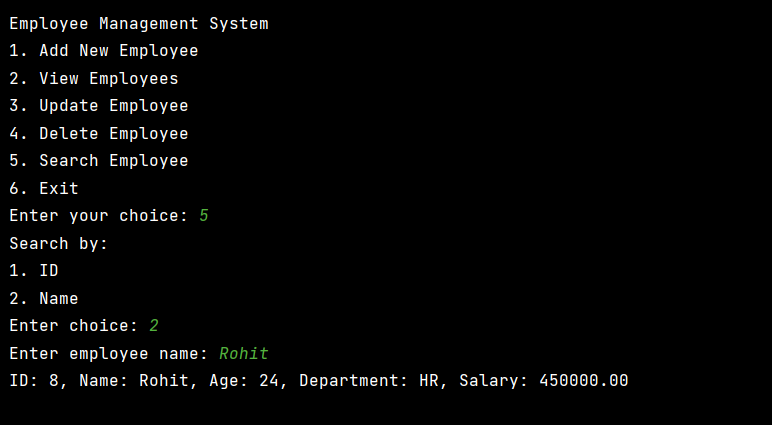 Employee Management System
1. Add New Employee
2. View Employees
3. Update Employee
4. Delete Employee
5. Search Employee
6. Exit
Enter your choice: 5
Search by:
1. ID
2. Name
Enter choice: 2
Enter employee name: Rohit
ID: 8, Name: Rohit, Age: 24, Department: HR, Salary: 450000.00